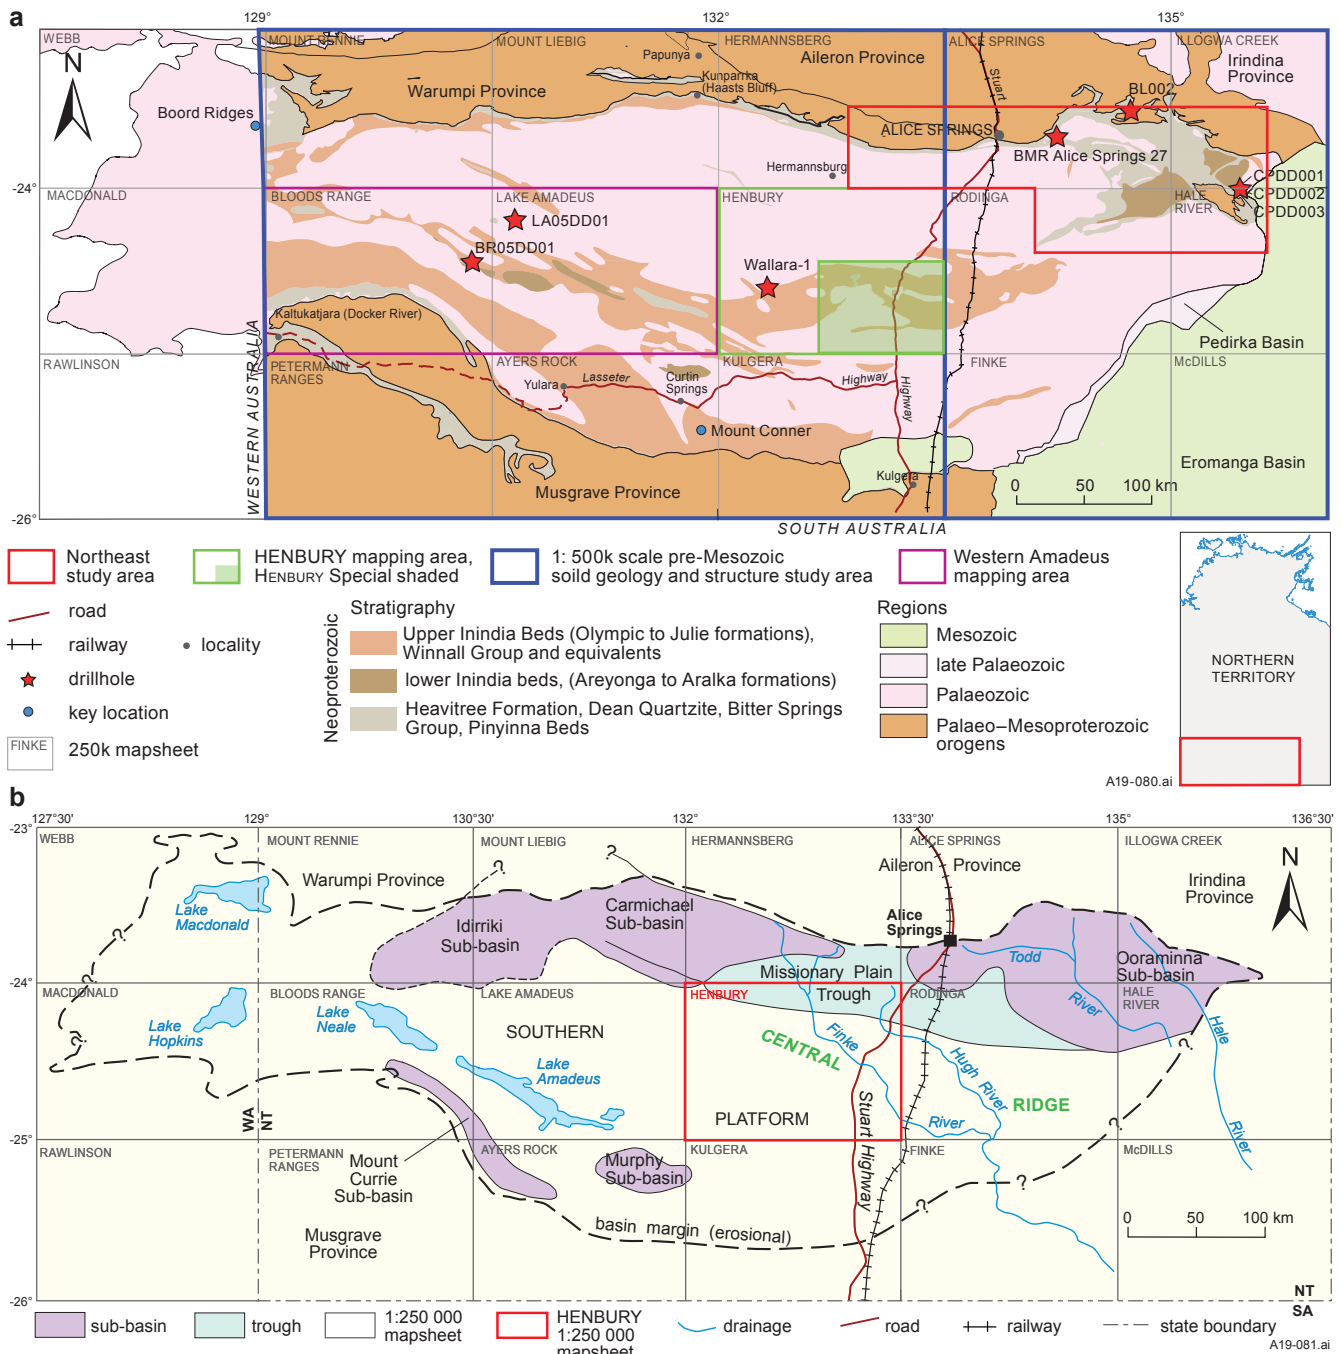 a
129°
132°
135°
WEBB
MOUNT RENNIE
MOUNT LIEBIG
HERMANNSBERG
ALICE SPRINGS
ILLOGWA CREEK
N
Papunya
Aileron Province
Irindina
Province
Kunparrka
(Haasts Bluff)
Warumpi Province
Stuart
BL002
Boord Ridges
ALICE SPRINGS
BMR Alice Springs 27
Hermannsburg
CPDD001
CPDD002
CPDD003
-24°
MACDONALD
BLOODS RANGE
LAKE AMADEUS
HENBURY
RODINGA
HALE
RIVER
LA05DD01
BR05DD01
Wallara-1
Kaltukatjara (Docker River)
Pedirka Basin
RAWLINSON
PETERMANN
RANGES
AYERS ROCK
KULGERA
FINKE
McDILLS
Yulara
Lasseter
Curtin
Springs
Highway
Highway
WESTERN AUSTRALIA
Mount Conner
Eromanga Basin
Musgrave Province
Kulgera
0 50 100 km
-26°
SOUTH AUSTRALIA
Northeast
study area
HENBURY mapping area,
HENBURY Special shaded
1: 500k scale pre-Mesozoic
soild geology and structure study area
Western Amadeus
mapping area
road
railway
locality
drillhole
key location
FINKE
250k mapsheet
Neoproterozoic
Stratigraphy
Upper Inindia Beds (Olympic to Julie formations),
Winnall Group and equivalents
lower Inindia beds, (Areyonga to Aralka formations)
Heavitree Formation, Dean Quartzite, Bitter Springs
Group, Pinyinna Beds
Regions
Mesozoic
late Palaeozoic
Palaeozoic
Palaeo–Mesoproterozoic
orogens
NORTHERN
TERRITORY
A19-080.ai
b
-23°
127°30'
129°
130°30'
132°
133°30'
135°
136°30'
WEBB
MOUNT RENNIE
MOUNT LIEBIG
HERMANNSBERG
ALICE SPRINGS
ILLOGWA CREEK
?
?
N
Warumpi Province
Aileron Province
Irindina
Province
Lake
Macdonald
Idirriki
Sub-basin
Carmichael
Sub-basin
Alice
Springs
?
?
Todd
Ooraminna
Sub-basin
Missionary Plain
Trough
-24°
MACDONALD
BLOODS RANGE
LAKE AMADEUS
HENBURY
RODINGA
HALE
RIVER
River
Hale
Lake
Hopkins
Lake
Neale
SOUTHERN
CENTRAL
Finke
?
?
Lake
Amadeus
Hugh River
RIDGE
WA
NT
PLATFORM
Stuart Highway
River
?
River
-25°
RAWLINSON
PETERMANN
RANGES
AYERS ROCK
KULGERA
FINKE
McDILLS
Mount
Currie
Sub-basin
Murphy
Sub-basin
?
?
basin margin (erosional)
Musgrave
Province
0 50 100 km
-26°
NT
SA
sub-basin
trough
1:250 000
mapsheet
HENBURY
1:250 000
mapsheet
drainage
road
railway
state boundary
A19-081.ai